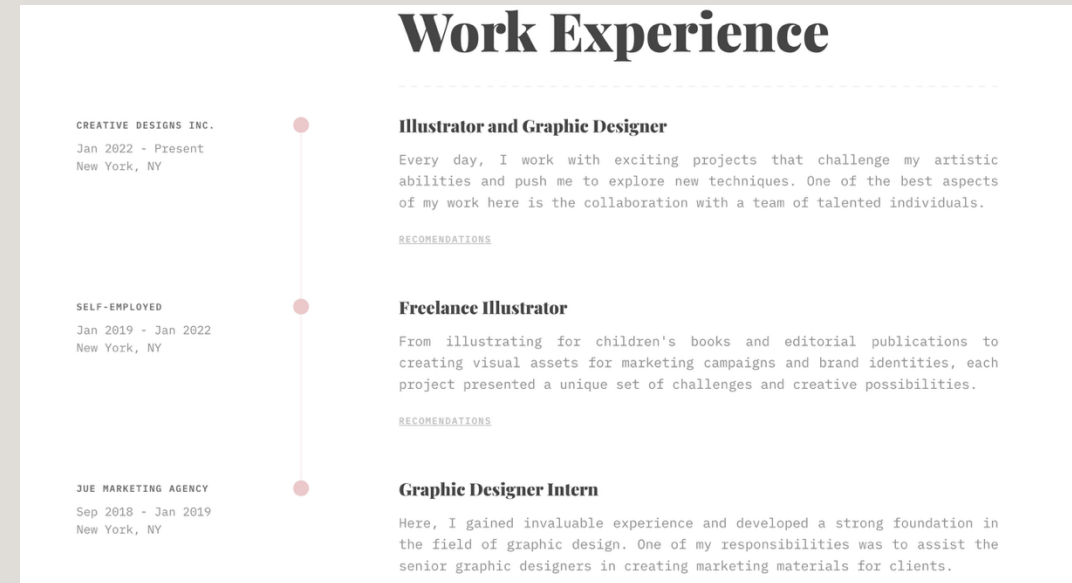 Work Experience
CREATIVE DESIGNS INC.
Jan 2022 - Present
New York, NY
Illustrator and Graphic Designer
Every day, I work with exciting projects that challenge my artistic
abilities and push me to explore new techniques. One of the best aspects
of my work here is the collaboration with a team of talented individuals.
RECOMENDATIONS
SELF-EMPLOYED
Jan 2019 - Jan 2022
New York, NY
Freelance Illustrator
From illustrating for children's books and editorial publications to
creating visual assets for marketing campaigns and brand identities, each
project presented a unique set of challenges and creative possibilities.
RECOMENDATIONS
JUE MARKETING AGENCY
Sep 2018 - Jan 2019
New York, NY
Graphic Designer Intern
Here, I gained invaluable experience and developed a strong foundation in
the field of graphic design. One of my responsibilities was to assist the
senior graphic designers in creating marketing materials for clients.